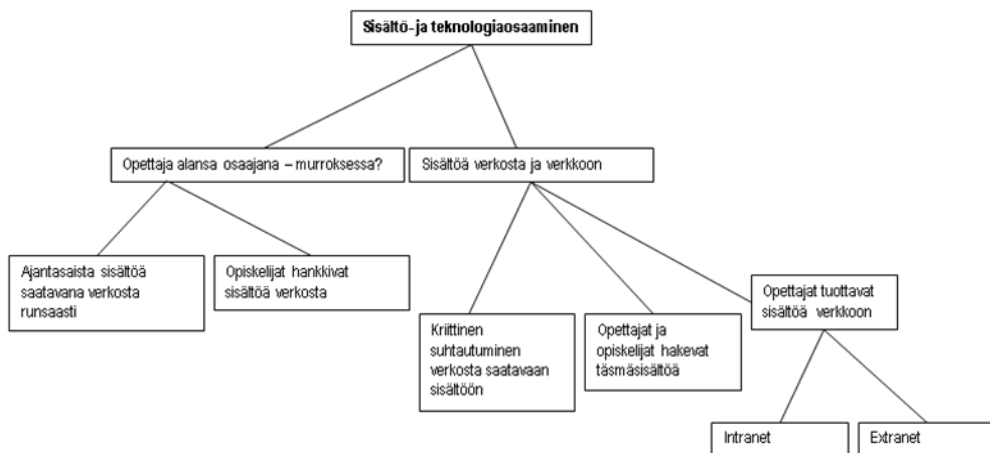 Sisältö-ja teknologiaosaaminen
Opettaja alansa osaajana – murroksessa?
Sisältöä verkosta ja verkkoon
Ajantasaista sisältöä
saatavana verkosta
runsaasti
Opiskelijat hankkivat
sisältöä verkosta
Kriittinen
suhtautuminen
verkosta saatavaan
sisältöön
Opettajat ja
opiskelijat hakevat
täsmäsisältöä
Opettajat tuottavat
sisältöä verkkoon
Intranet
Extranet